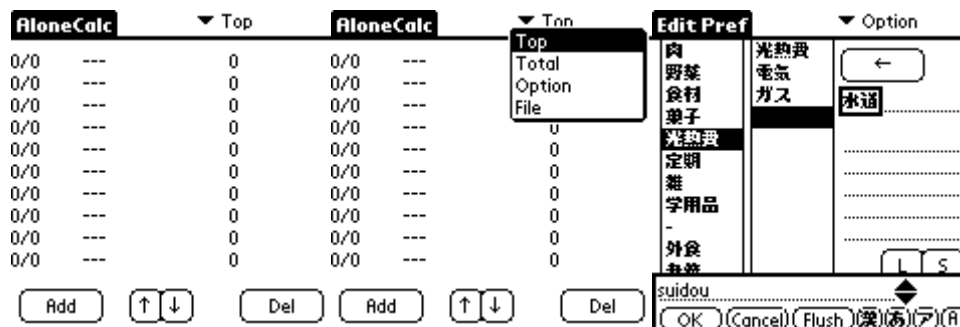 AloneCalc ▼ Top
0/0 --- 0
0/0 --- 0
0/0 --- 0
0/0 --- 0
0/0 --- 0
0/0 --- 0
0/0 --- 0
0/0 --- 0
0/0 --- 0
0/0 --- 0
Add ↑ ↓ Del
AloneCalc
Top
Total
Option
File
0/0 ---
0/0 ---
0/0 ---
0/0 --- 0
0/0 --- 0
0/0 --- 0
0/0 --- 0
0/0 --- 0
0/0 --- 0
0/0 --- 0
Add ↑ ↓ Del
Edit Pref ▼ Option
肉
野菜
食材
菓子
光熱費
定期
雑
学用品
-
外食
光熱費
電気
ガス
←
水道
L S
suidou
OK Cancel Flush 漢 あ ア